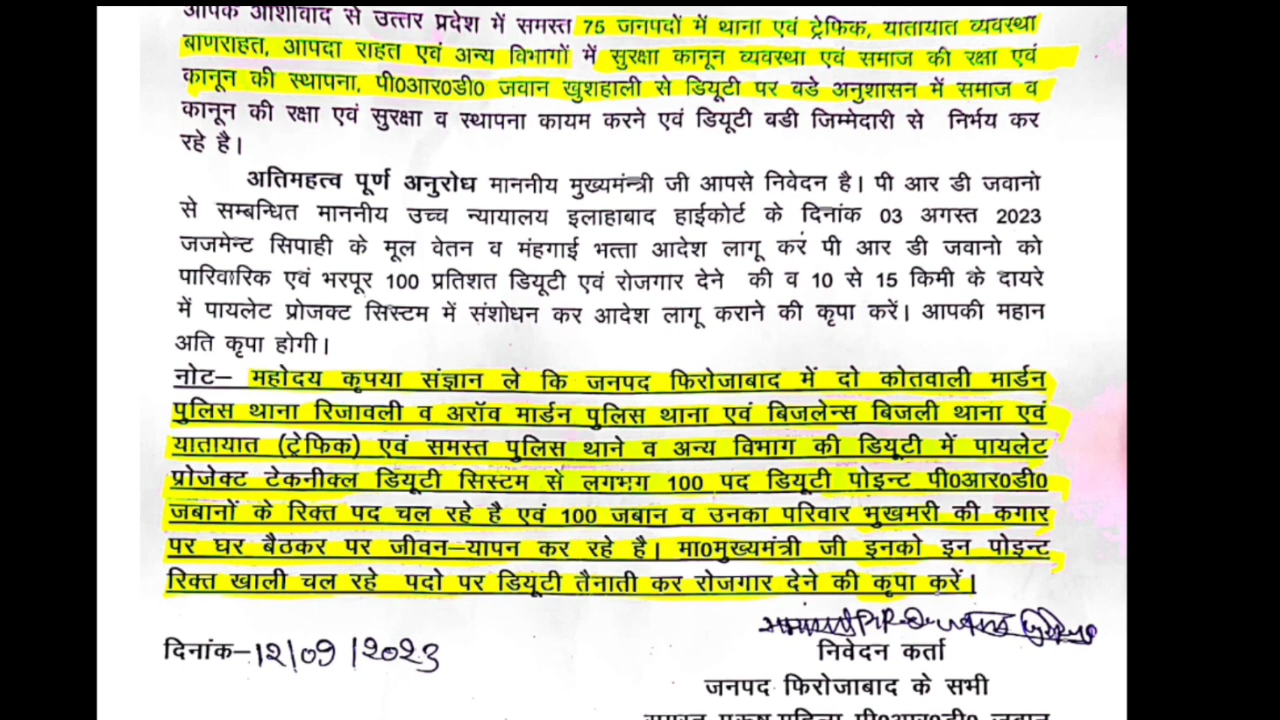 आपके आशीर्वाद से उत्तर प्रदेश में समस्त 75 जनपदों में थाना एवं ट्रेफिक, यातायात व्यवस्था
बाणराहत, आपदा राहत एवं अन्य विभागों में सुरक्षा कानून व्यवस्था एवं समाज की रक्षा एवं
कानून की स्थापना, पी0आर0डी0 जवान खुशहाली से डियूटी पर बडे अनुशासन में समाज व
कानून की रक्षा एवं सुरक्षा व स्थापना कायम करने एवं डियूटी बडी जिम्मेदारी से निर्भय कर
रहे है।
अतिमहत्व पूर्ण अनुरोध माननीय मुख्यमंन्त्री जी आपसे निवेदन है। पी आर डी जवानो
से सम्बन्धित माननीय उच्च न्यायालय इलाहाबाद हाईकोर्ट के दिनांक 03 अगस्त 2023
जजमेन्ट सिपाही के मूल वेतन व मंहगाई भत्ता आदेश लागू करं पी आर डी जवानो को
पारिवारिक एवं भरपूर 100 प्रतिशत डियूटी एवं रोजगार देने की व 10 से 15 किमी के दायरे
में पायलेट प्रोजक्ट सिस्टम में संशोधन कर आदेश लागू कराने की कृपा करें। आपकी महान
अति कृपा होगी।
नोट– महोदय कृपया संज्ञान ले कि जनपद फिरोजाबाद में दो कोतवाली मार्डन
पुलिस थाना रिजावली व अरॉव मार्डन पुलिस थाना एवं बिजलेन्स बिजली थाना एवं
यातायात (ट्रेफिक) एवं समस्त पुलिस थाने व अन्य विभाग की डियूटी में पायलेट
प्रोजेक्ट टेकनीक्ल डियूटी सिस्टम से लगभग 100 पद डियूटी पोइन्ट पी0आर0डी0
जबानों के रिक्त पद चल रहे है एवं 100 जबान व उनका परिवार मुखमरी की कगार
पर घर बैठकर पर जीवन–यापन कर रहे है। मा0मुख्यमंत्री जी इनको इन पोइन्ट
रिक्त खाली चल रहे पदो पर डियूटी तैनाती कर रोजगार देने की कृपा करें।
दिनांक–12/09/2023
निवेदन कर्ता
जनपद फिरोजाबाद के सभी
समस्त पुरूष महिला पी0आर0डी0 जवान